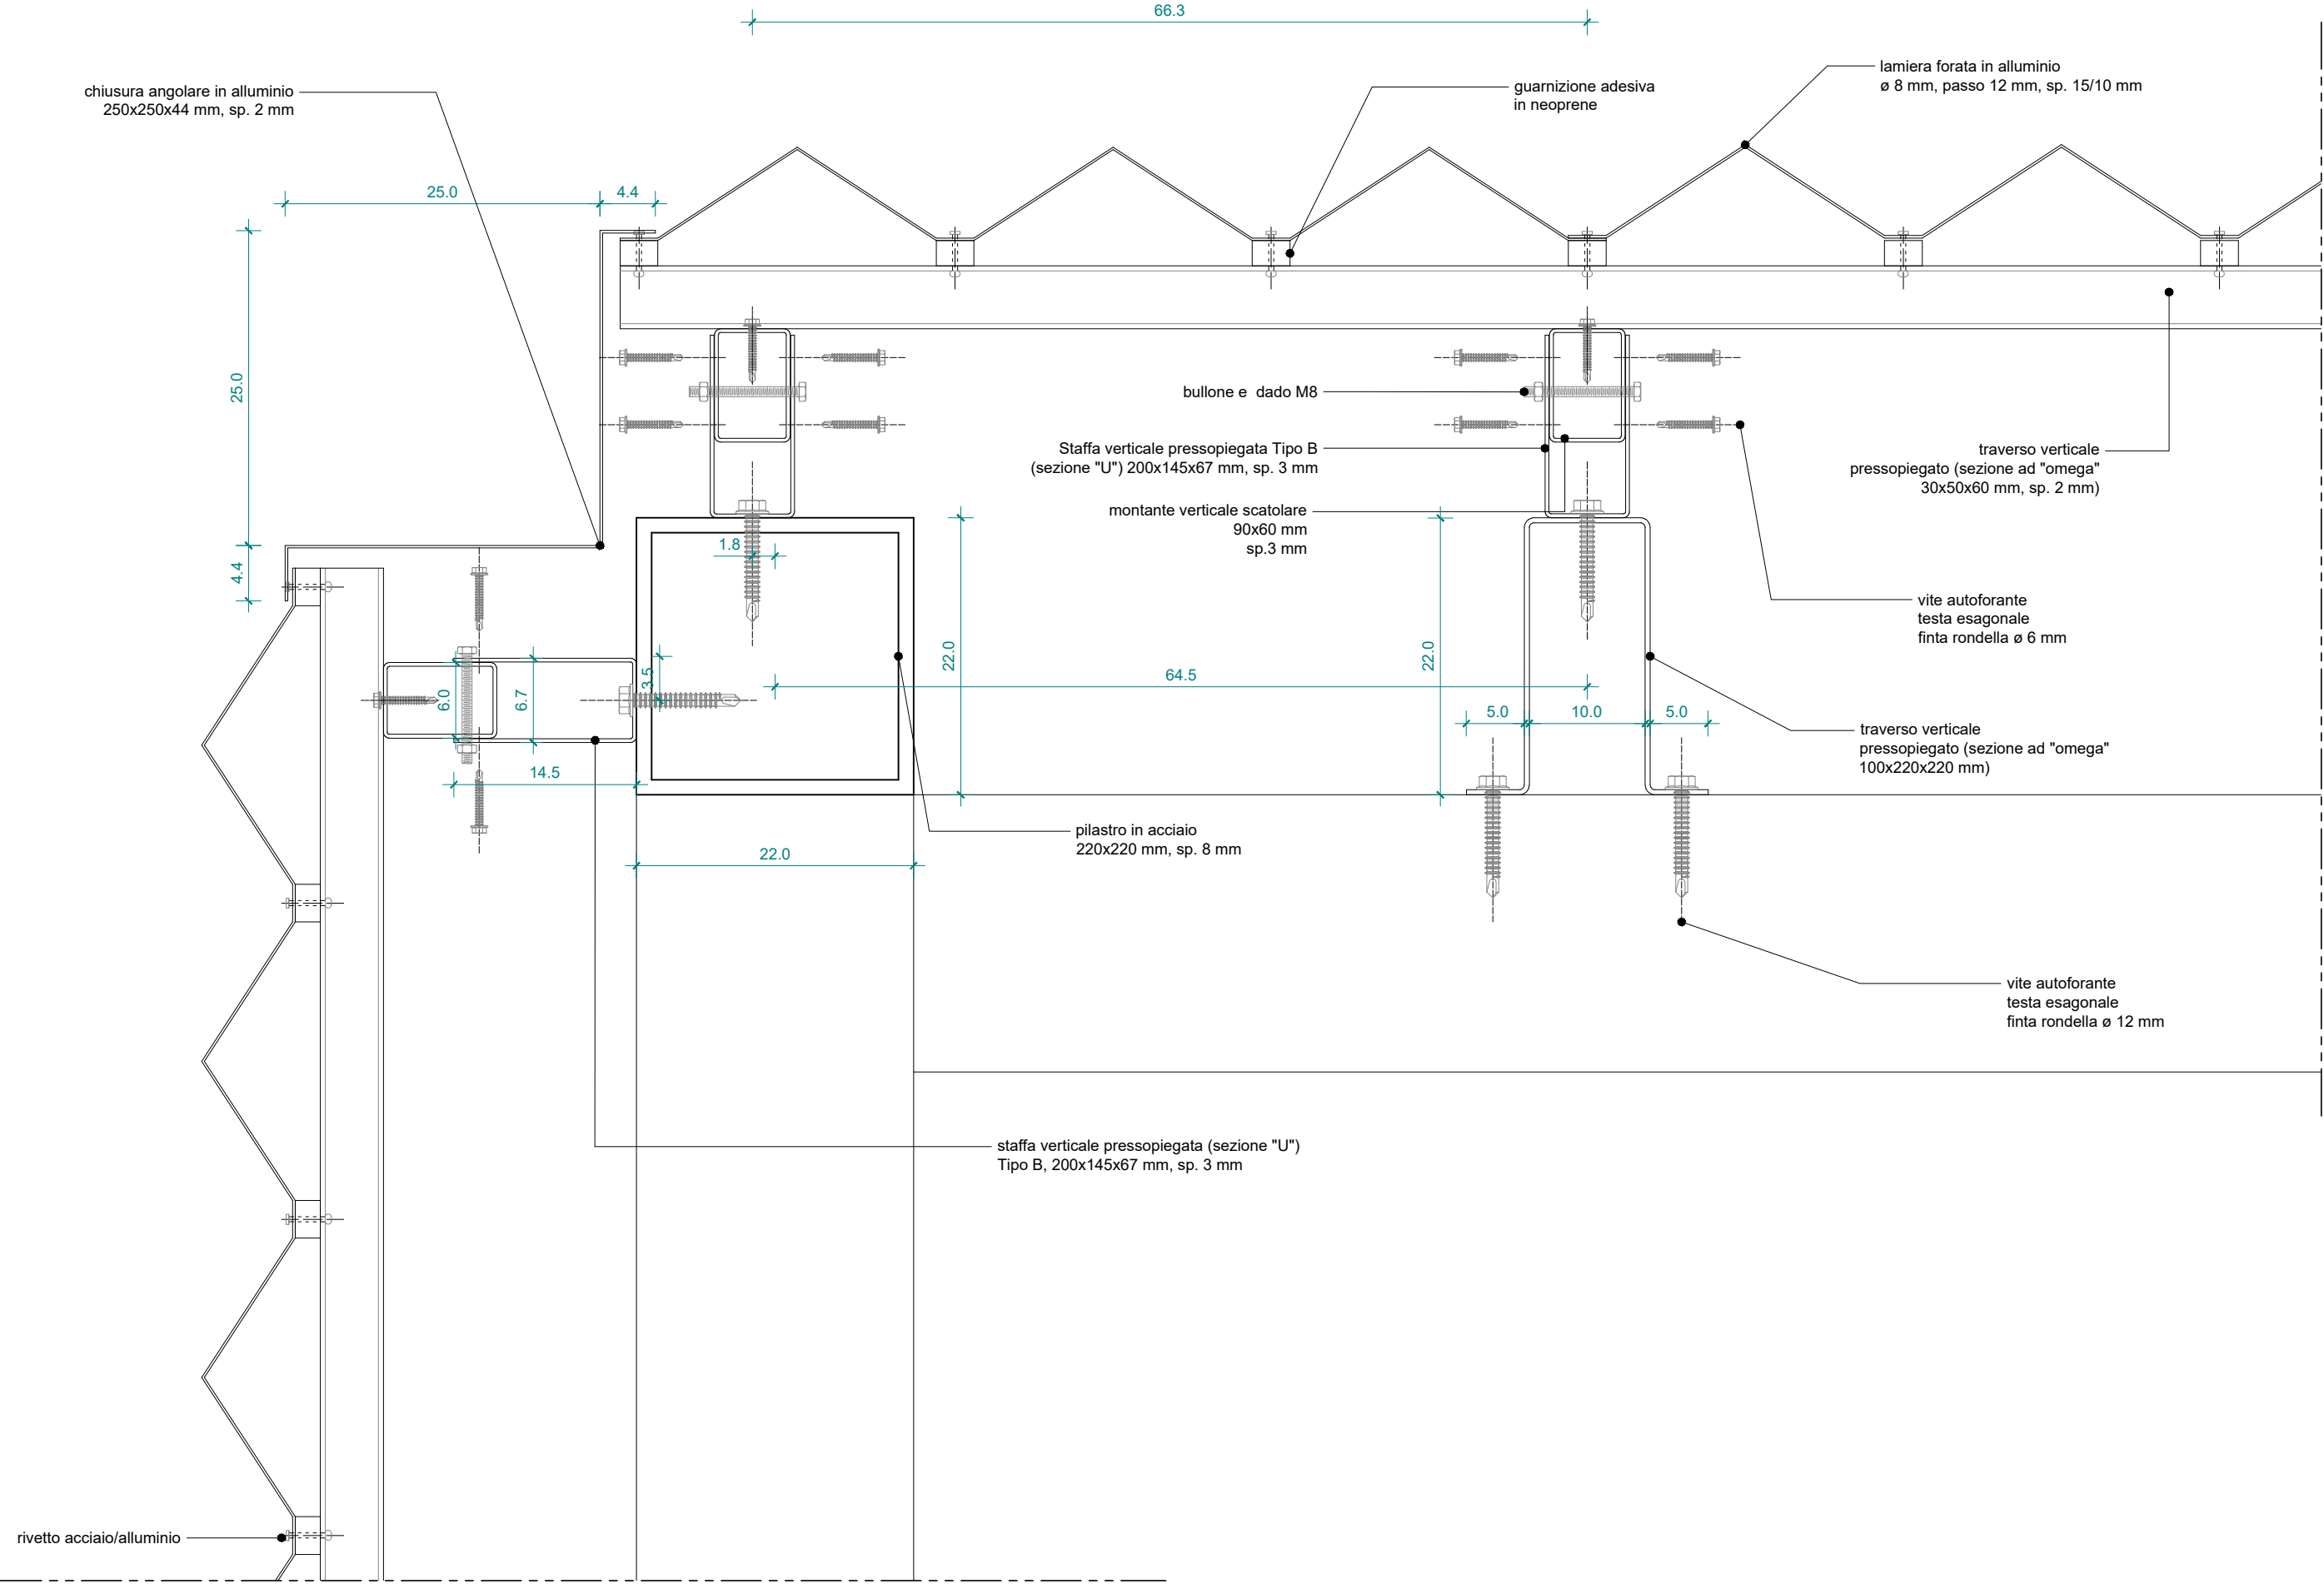 66.3
chiusura angolare in alluminio
250x250x44 mm, sp. 2 mm
guarnizione adesiva
in neoprene
lamiera forata in alluminio
ø 8 mm, passo 12 mm, sp. 15/10 mm
25.0
4.4
25.0
4.4
bullone e  dado M8
Staffa verticale pressopiegata Tipo B
(sezione "U") 200x145x67 mm, sp. 3 mm
montante verticale scatolare
90x60 mm
sp.3 mm
traverso verticale
pressopiegato (sezione ad "omega"
30x50x60 mm, sp. 2 mm)
1.8
vite autoforante
testa esagonale
finta rondella ø 6 mm
22.0
22.0
3.5
6.0
6.7
64.5
5.0
10.0
5.0
traverso verticale
pressopiegato (sezione ad "omega"
100x220x220 mm)
14.5
pilastro in acciaio
220x220 mm, sp. 8 mm
22.0
vite autoforante
testa esagonale
finta rondella ø 12 mm
staffa verticale pressopiegata (sezione "U")
Tipo B, 200x145x67 mm, sp. 3 mm
rivetto acciaio/alluminio